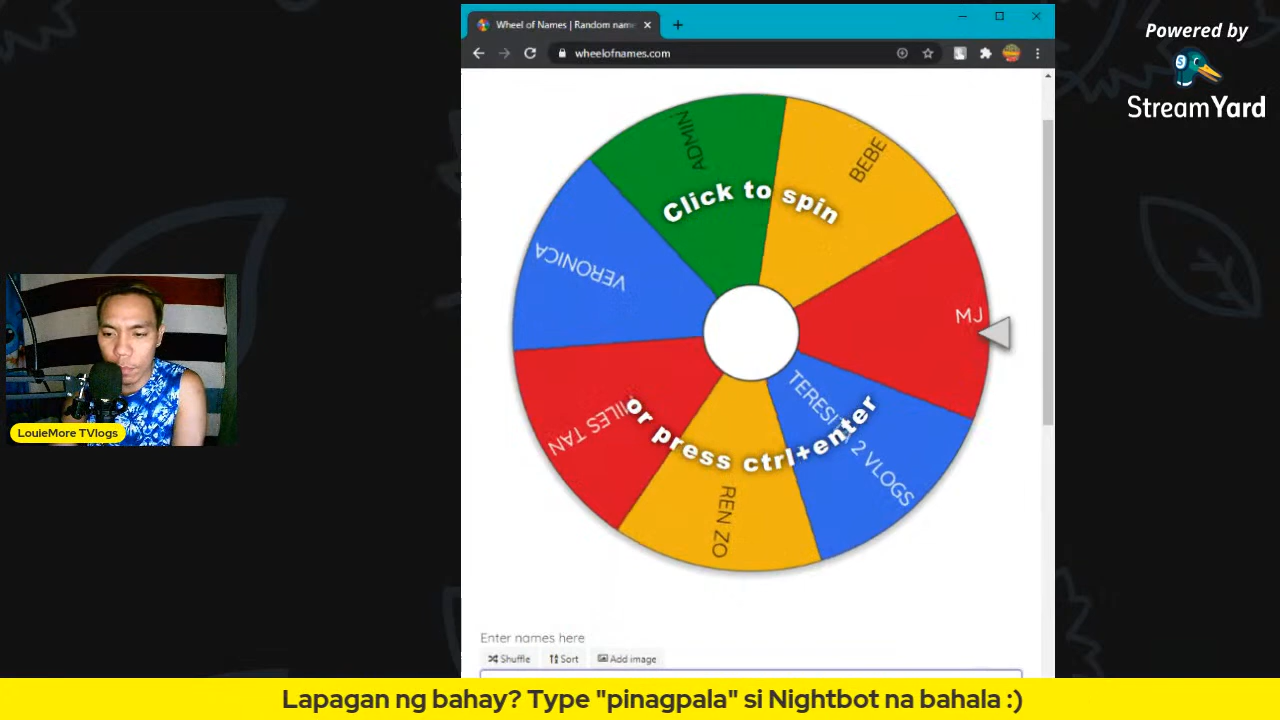 Wheel of Names | Random nam
wheelofnames.com
Powered by
StreamYard
ADMIN
BEBE
Click to spin
VERONICA
MJ
TAN
or press ctrl+enter
2 VLOGS
REN ZO
LouieMore TVlogs
Enter names here
Shuffle
Sort
Add image
Lapagan ng bahay? Type "pinagpala" si Nightbot na bahala :)